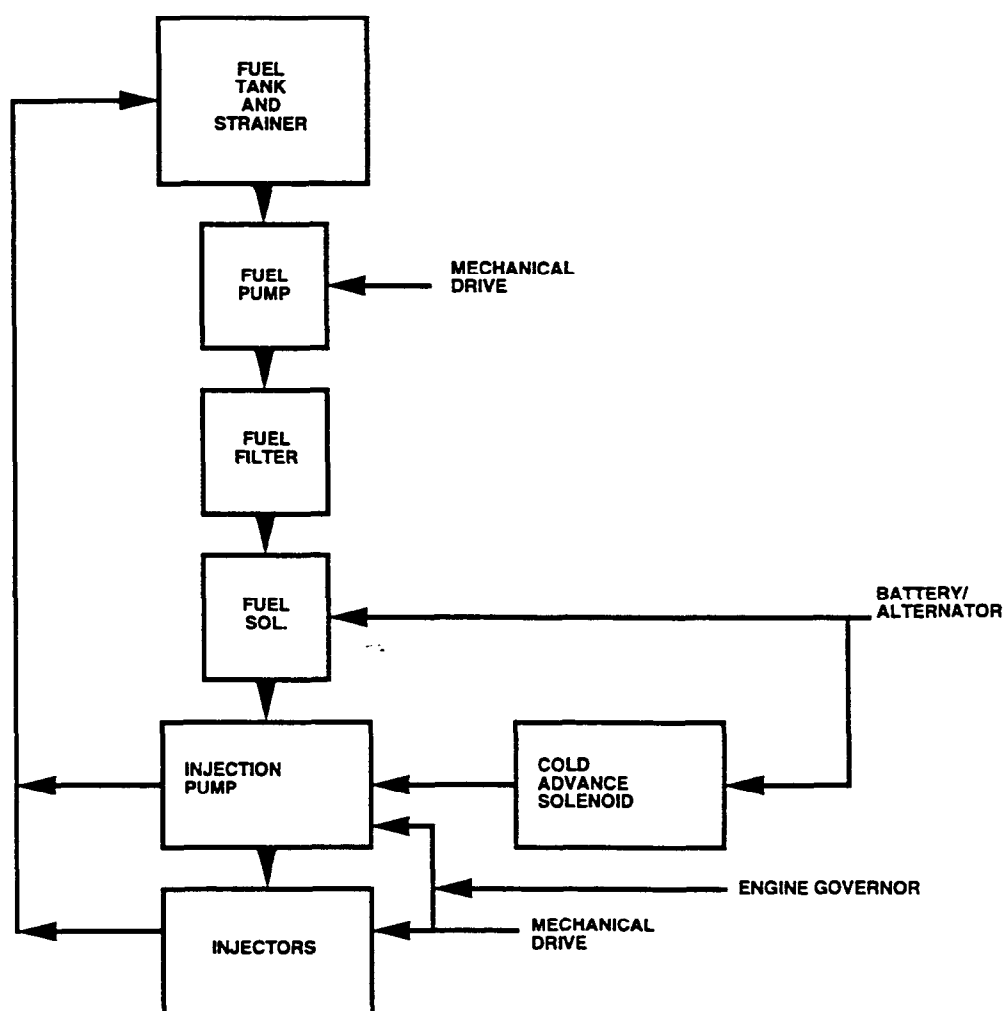 FUEL
TANK
AND
STRAINER
FUEL
PUMP
MECHANICAL
DRIVE
FUEL
FILTER
FUEL
SOL.
BATTERY/
ALTERNATOR
INJECTION
PUMP
COLD
ADVANCE
SOLENOID
ENGINE GOVERNOR
INJECTORS
MECHANICAL
DRIVE